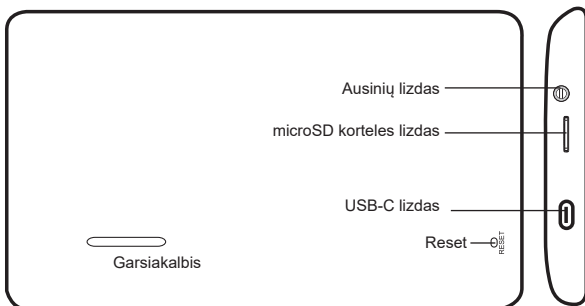 Ausinių lizdas
microSD korteles lizdas
USB-C lizdas
Reset
RESET
Garsiakalbis